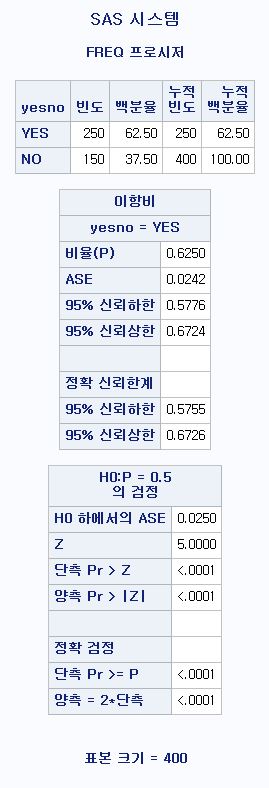 SAS 시스템
FREQ 프로시저
yesno 빈도 백분율 누적 빈도 누적 백분율
YES 250 62.50 250 62.50
NO 150 37.50 400 100.00
이항비
yesno = YES
비율(P) 0.6250
ASE 0.0242
95% 신뢰하한 0.5776
95% 신뢰상한 0.6724
정확 신뢰한계
95% 신뢰하한 0.5755
95% 신뢰상한 0.6726
H0:P = 0.5
의 검정
H0 하에서의 ASE 0.0250
Z 5.0000
단측 Pr > Z <.0001
양측 Pr > |Z| <.0001
정확 검정
단측 Pr >= P <.0001
양측 = 2*단측 <.0001
표본 크기 = 400